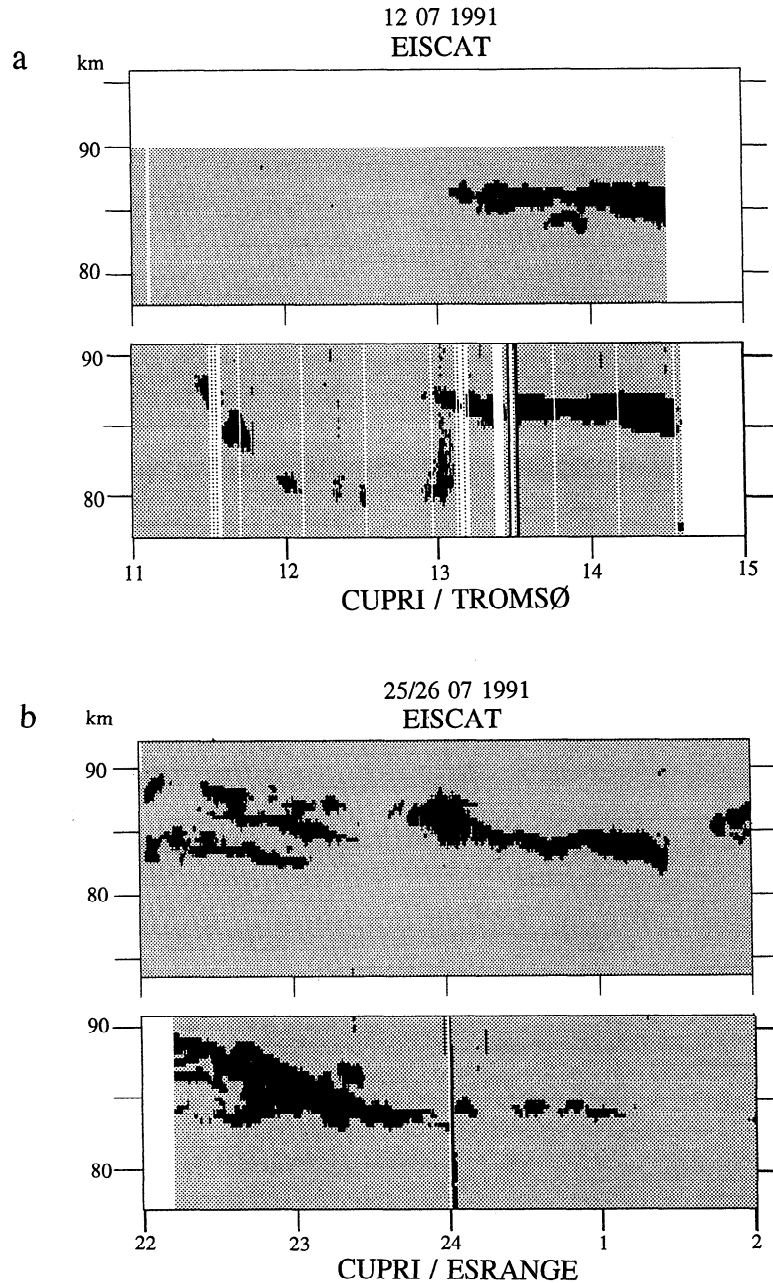 12 07 1991
EISCAT
a
km
90
80
90
80
11 12 13 14 15
CUPRI / TROMSØ
25/26 07 1991
b
km
EISCAT
90
80
90
80
22 23 24 1 2
CUPRI / ESRANGE